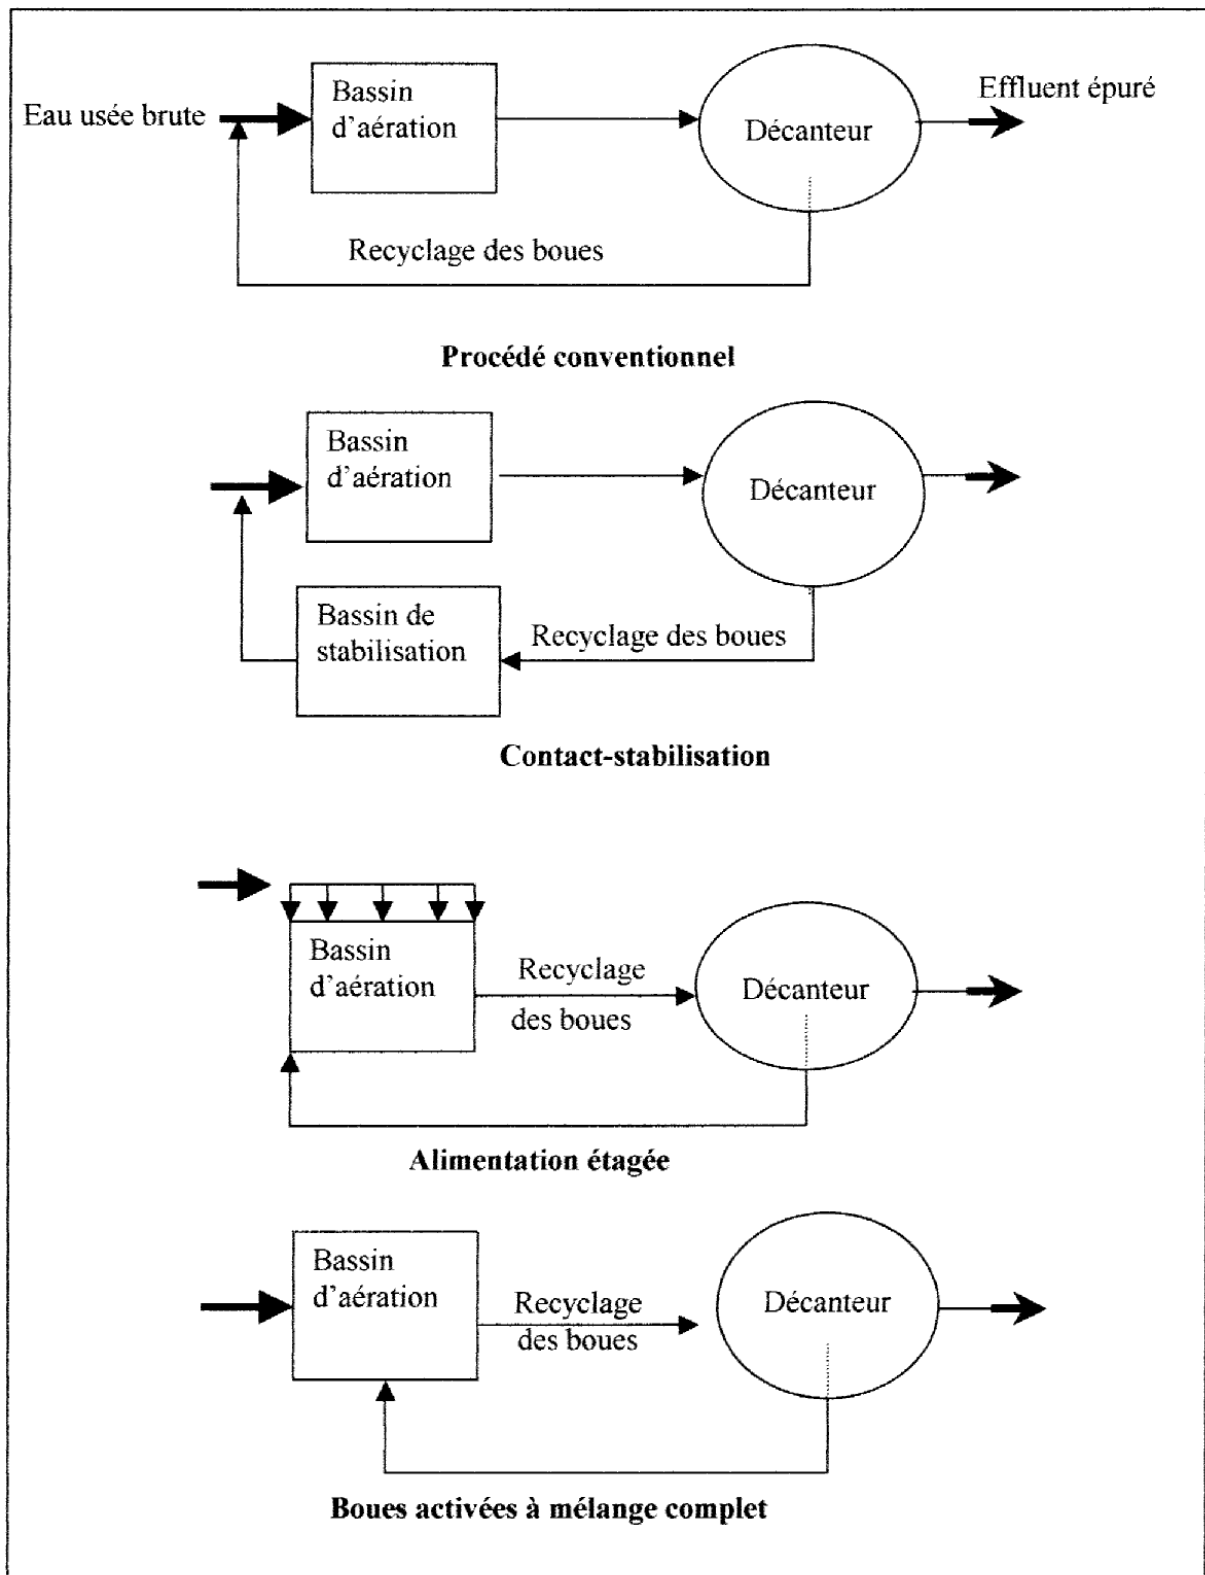 Eau usée brute
Bassin
d'aération
Décanteur
Effluent épuré
Recyclage des boues
Procédé conventionnel
Bassin
d'aération
Décanteur
Bassin de
stabilisation
Recyclage des boues
Contact-stabilisation
Bassin
d'aération
Recyclage
des boues
Décanteur
Alimentation étagée
Bassin
d'aération
Recyclage
des boues
Décanteur
Boues activées à mélange complet